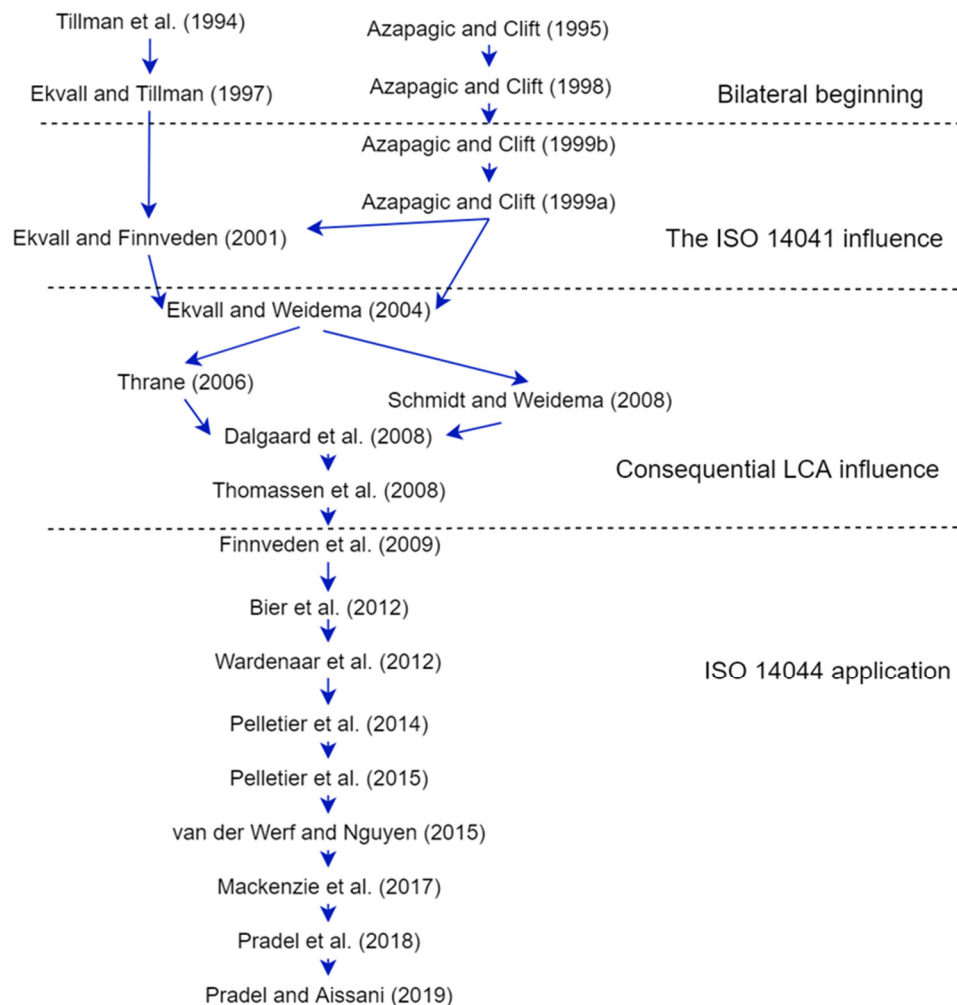 Tillman et al. (1994)
Azapagic and Clift (1995)
Ekvall and Tillman (1997)
Azapagic and Clift (1998)
Bilateral beginning
Azapagic and Clift (1999b)
Azapagic and Clift (1999a)
Ekvall and Finnveden (2001)
The ISO 14041 influence
Ekvall and Weidema (2004)
Thrane (2006)
Schmidt and Weidema (2008)
Dalgaard et al. (2008)
Consequential LCA influence
Thomassen et al. (2008)
Finnveden et al. (2009)
Bier et al. (2012)
Wardenaar et al. (2012)
ISO 14044 application
Pelletier et al. (2014)
Pelletier et al. (2015)
van der Werf and Nguyen (2015)
Mackenzie et al. (2017)
Pradel et al. (2018)
Pradel and Aissani (2019)